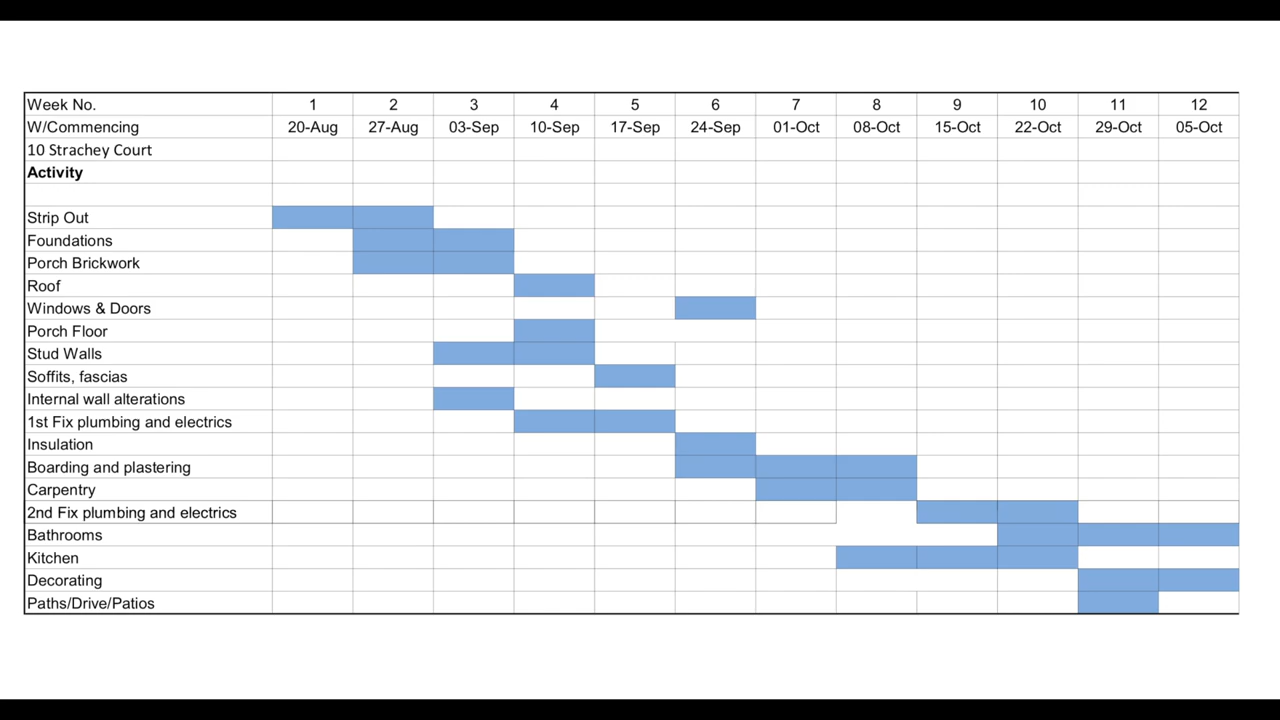 Week No. 1 2 3 4 5 6 7 8 9 10 11 12
W/Commencing 20-Aug 27-Aug 03-Sep 10-Sep 17-Sep 24-Sep 01-Oct 08-Oct 15-Oct 22-Oct 29-Oct 05-Oct
10 Strachey Court
Activity
Strip Out
Foundations
Porch Brickwork
Roof
Windows & Doors
Porch Floor
Stud Walls
Soffits, fascias
Internal wall alterations
1st Fix plumbing and electrics
Insulation
Boarding and plastering
Carpentry
2nd Fix plumbing and electrics
Bathrooms
Kitchen
Decorating
Paths/Drive/Patios